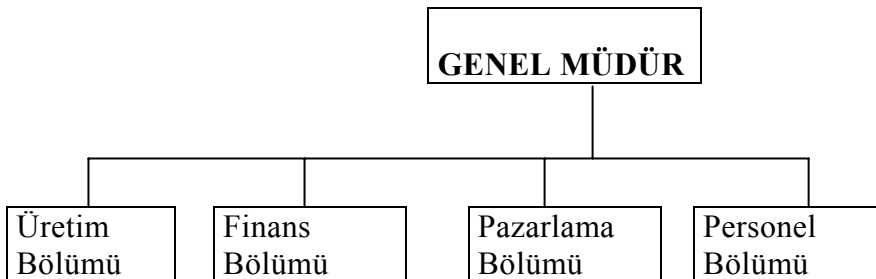 GENEL MÜDÜR
Üretim
Bölümü
Finans
Bölümü
Pazarlama
Bölümü
Personel
Bölümü